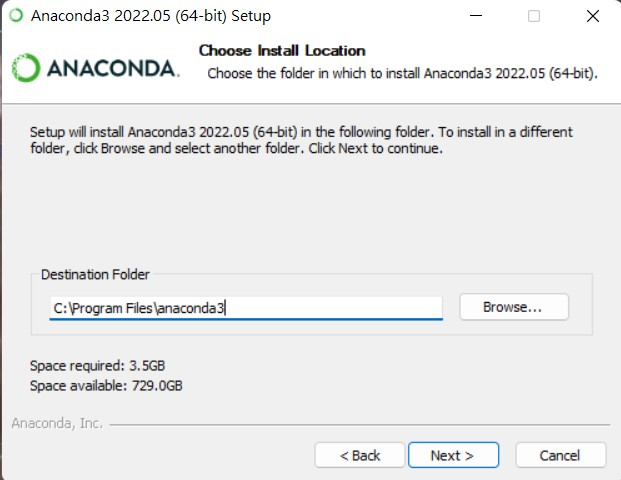 Anaconda3 2022.05 (64-bit) Setup
ANACONDA.
Choose Install Location
Choose the folder in which to install Anaconda3 2022.05 (64-bit).
Setup will install Anaconda3 2022.05 (64-bit) in the following folder. To install in a different
folder, click Browse and select another folder. Click Next to continue.
Destination Folder
C:\Program Files\anaconda3
Browse...
Space required: 3.5GB
Space available: 729.0GB
Anaconda, Inc.
< Back
Next >
Cancel